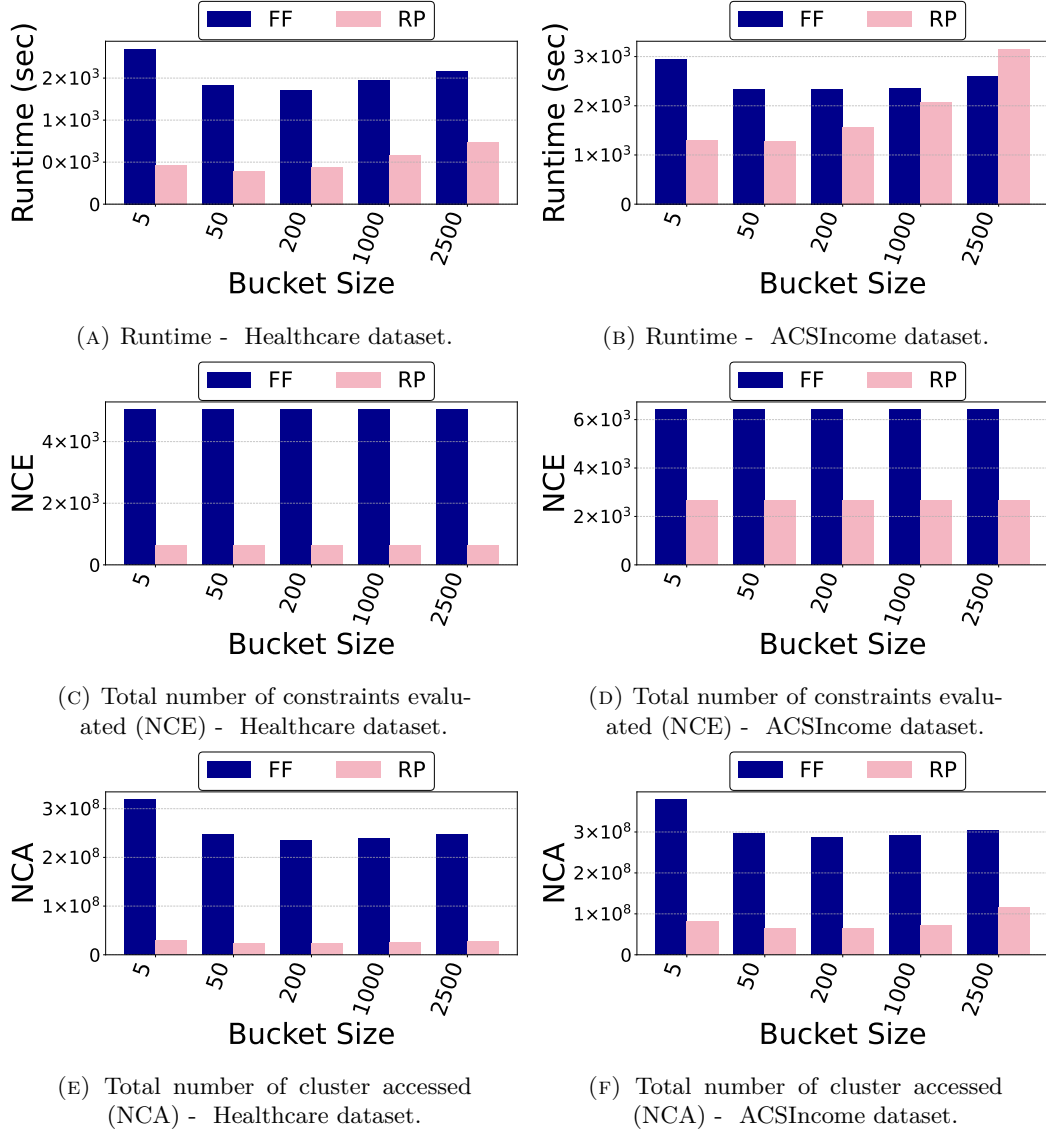 FF RP
Runtime (sec)
2×10³
1×10³
0×10³
0
5 50 200 1000 2500
Bucket Size
(A) Runtime - Healthcare dataset.
FF RP
Runtime (sec)
3×10³
2×10³
1×10³
0
5 50 200 1000 2500
Bucket Size
(B) Runtime - ACSIncome dataset.
FF RP
NCE
4×10³
2×10³
0
5 50 200 1000 2500
Bucket Size
(C) Total number of constraints evalu-
ated (NCE) - Healthcare dataset.
FF RP
NCE
6×10³
4×10³
2×10³
0
5 50 200 1000 2500
Bucket Size
(D) Total number of constraints evalu-
ated (NCE) - ACSIncome dataset.
FF RP
NCA
3×10⁸
2×10⁸
1×10⁸
0
5 50 200 1000 2500
Bucket Size
(E) Total number of cluster accessed
(NCA) - Healthcare dataset.
FF RP
NCA
3×10⁸
2×10⁸
1×10⁸
0
5 50 200 1000 2500
Bucket Size
(F) Total number of cluster accessed
(NCA) - ACSIncome dataset.